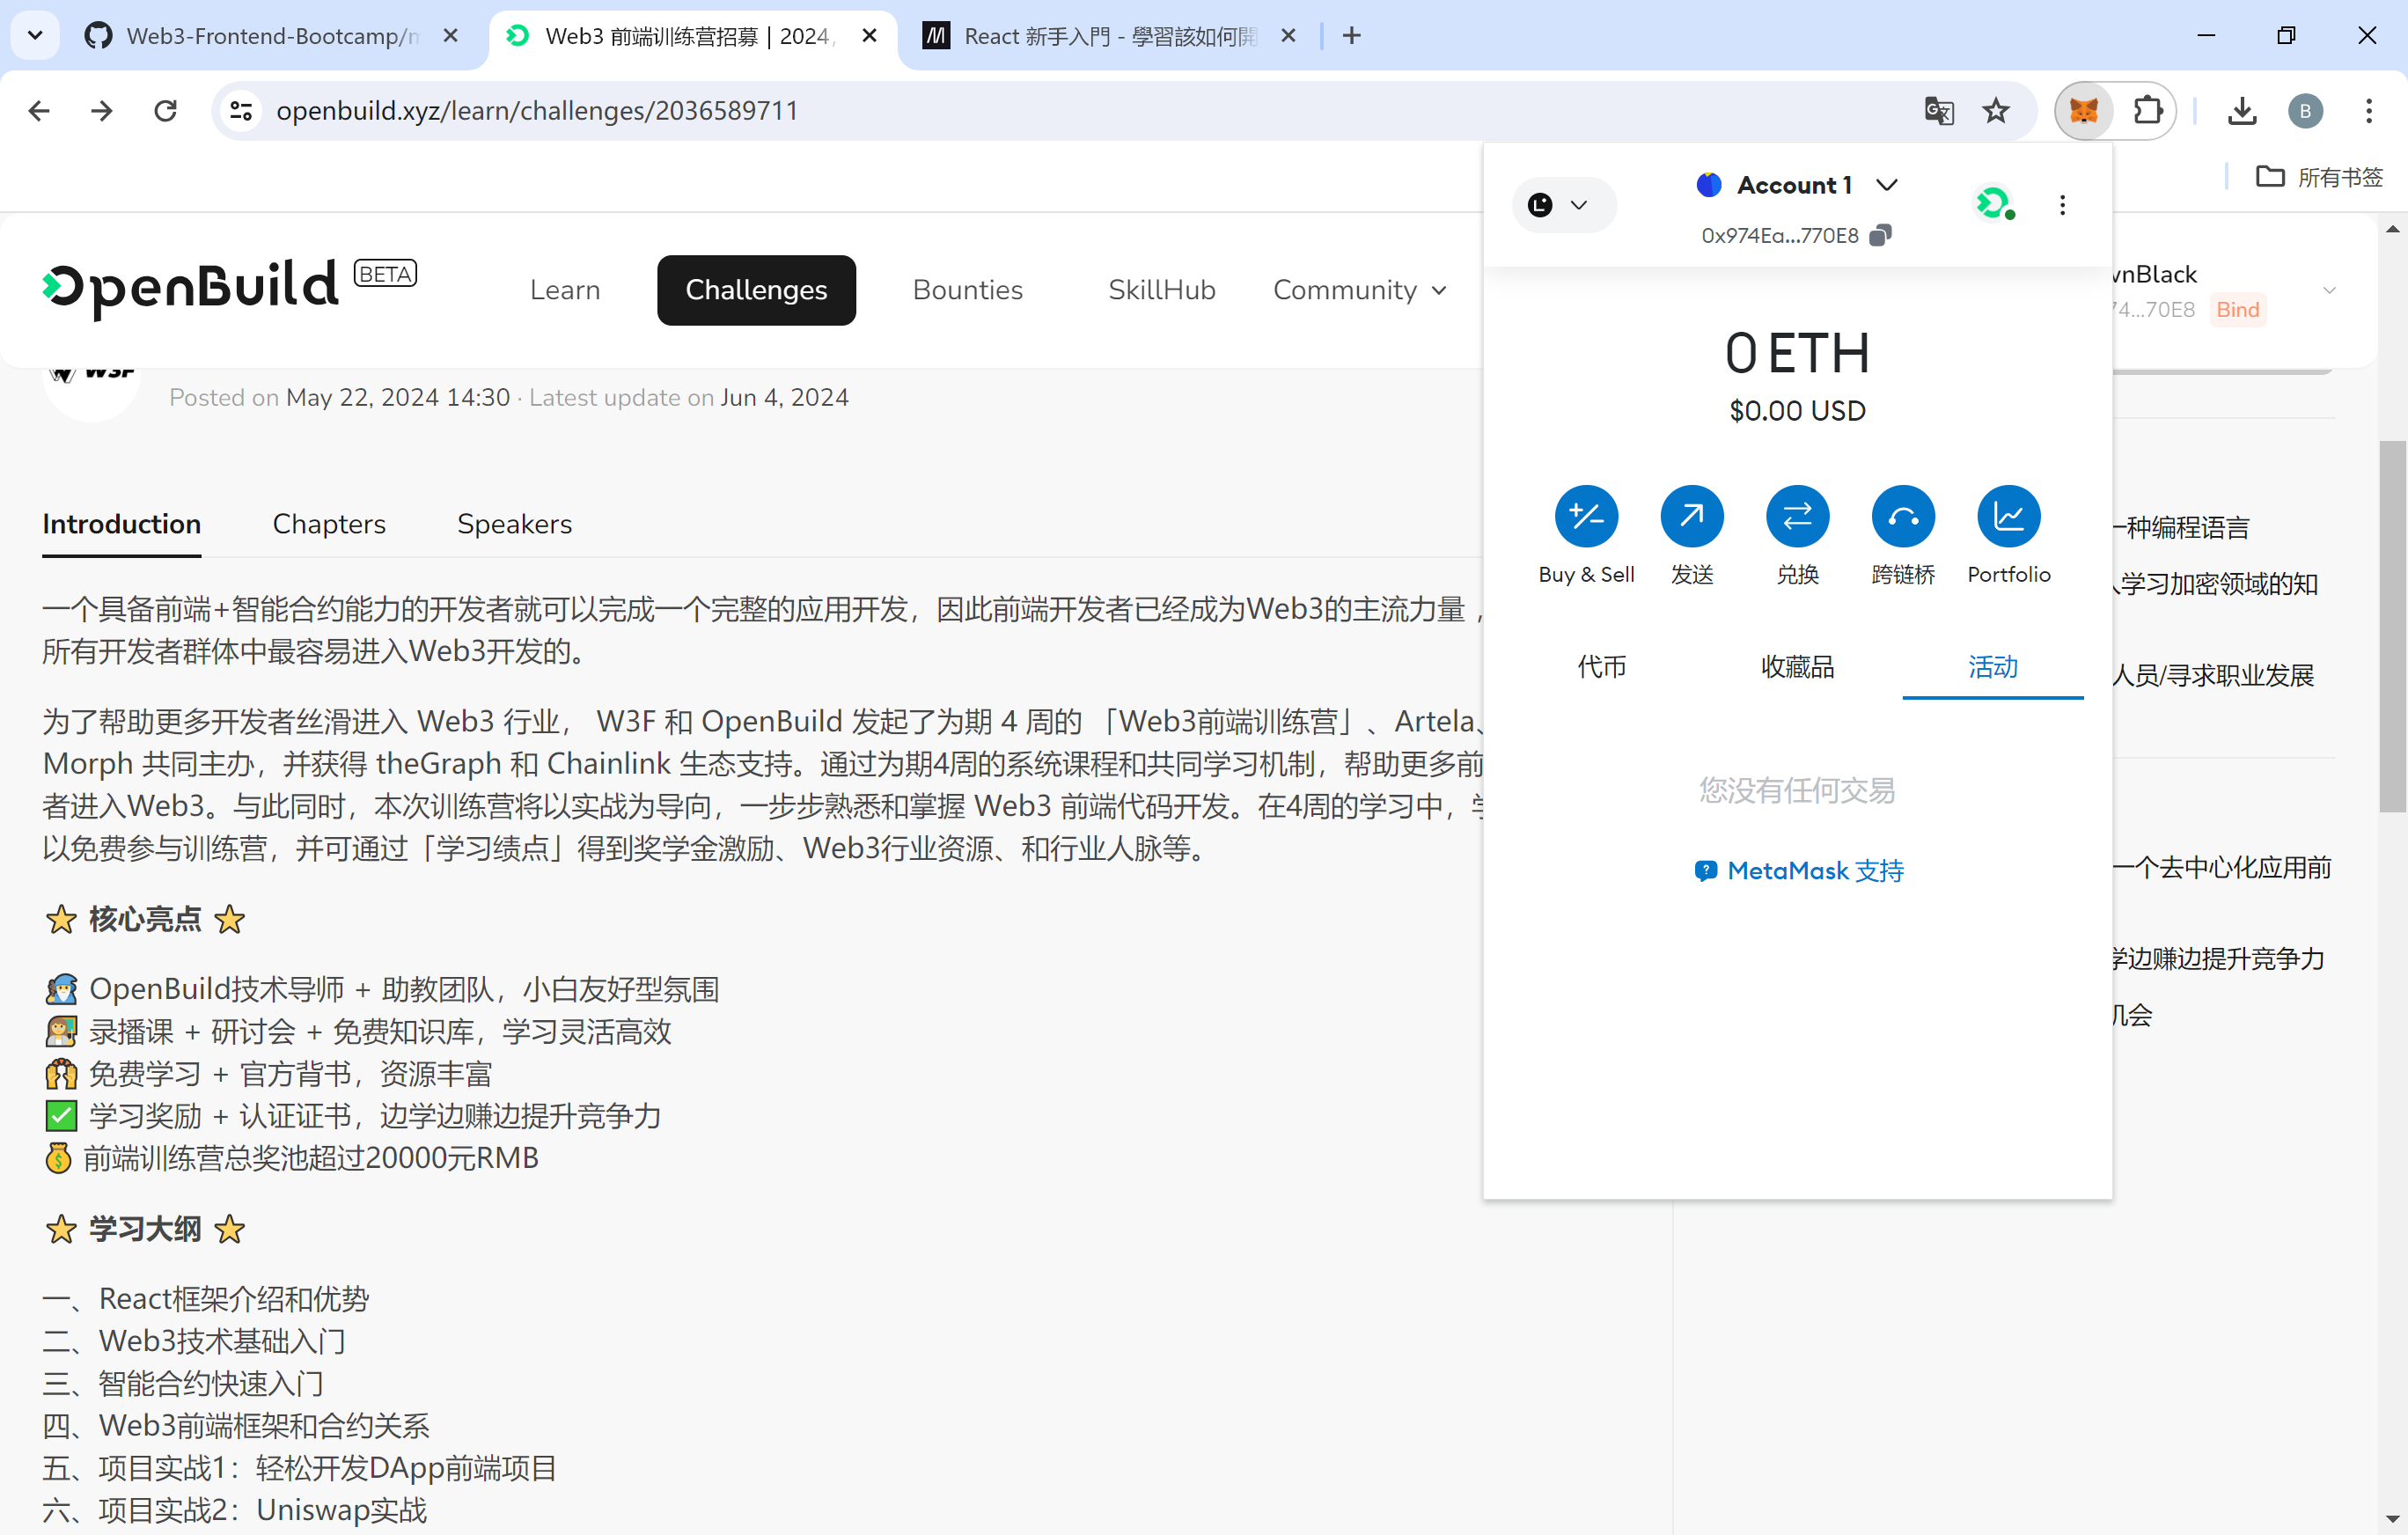 Web3-Frontend-Bootcamp/
Web3 前端训练营招募 | 2024,
React 新手入門 - 學習該如何開
openbuild.xyz/learn/challenges/2036589711
B
所有书签
OpenBuild BETA
Learn
Challenges
Bounties
SkillHub
Community
vnBlack
74...70E8 Bind
W3F
Posted on May 22, 2024 14:30 · Latest update on Jun 4, 2024
Introduction
Chapters
Speakers
一个具备前端+智能合约能力的开发者就可以完成一个完整的应用开发，因此前端开发者已经成为Web3的主流力量，
所有开发者群体中最容易进入Web3开发的。
为了帮助更多开发者丝滑进入 Web3 行业， W3F 和 OpenBuild 发起了为期 4 周的 「Web3前端训练营」、Artela、
Morph 共同主办，并获得 theGraph 和 Chainlink 生态支持。通过为期4周的系统课程和共同学习机制，帮助更多前
者进入Web3。与此同时，本次训练营将以实战为导向，一步步熟悉和掌握 Web3 前端代码开发。在4周的学习中，
以免费参与训练营，并可通过「学习绩点」得到奖学金激励、Web3行业资源、和行业人脉等。
⭐ 核心亮点 ⭐
🧙 OpenBuild技术导师 + 助教团队，小白友好型氛围
👩‍🏫 录播课 + 研讨会 + 免费知识库，学习灵活高效
🙌 免费学习 + 官方背书，资源丰富
✅ 学习奖励 + 认证证书，边学边赚边提升竞争力
💰 前端训练营总奖池超过20000元RMB
⭐ 学习大纲 ⭐
一、React框架介绍和优势
二、Web3技术基础入门
三、智能合约快速入门
四、Web3前端框架和合约关系
五、项目实战1：轻松开发DApp前端项目
六、项目实战2：Uniswap实战
Account 1
0x974Ea...770E8
0 ETH
$0.00 USD
Buy & Sell
发送
兑换
跨链桥
Portfolio
代币
收藏品
活动
您没有任何交易
MetaMask 支持
一种编程语言
学习加密领域的知
人员/寻求职业发展
一个去中心化应用前
学边赚边提升竞争力
机会